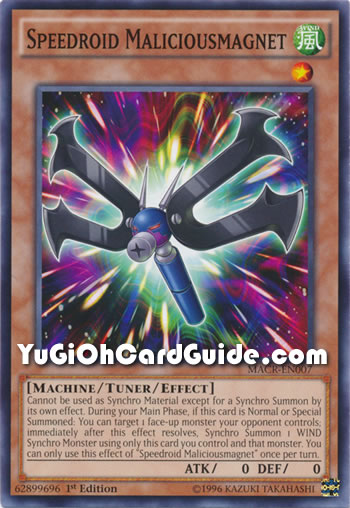 SPEEDROID MALICIOUSMAGNET
WIND
風
YuGiOhCardGuide.com
MACR-EN007
[MACHINE/TUNER/EFFECT]
Cannot be used as Synchro Material except for a Synchro Summon by
its own effect. During your Main Phase, if this card is Normal or Special
Summoned: You can target 1 face-up monster your opponent controls;
immediately after this effect resolves, Synchro Summon 1 WIND
Synchro Monster using only this card you control and that monster. You
can only use this effect of "Speedroid Maliciousmagnet" once per turn.
ATK/ 0 DEF/ 0
62899696 1st Edition ©1996 KAZUKI TAKAHASHI